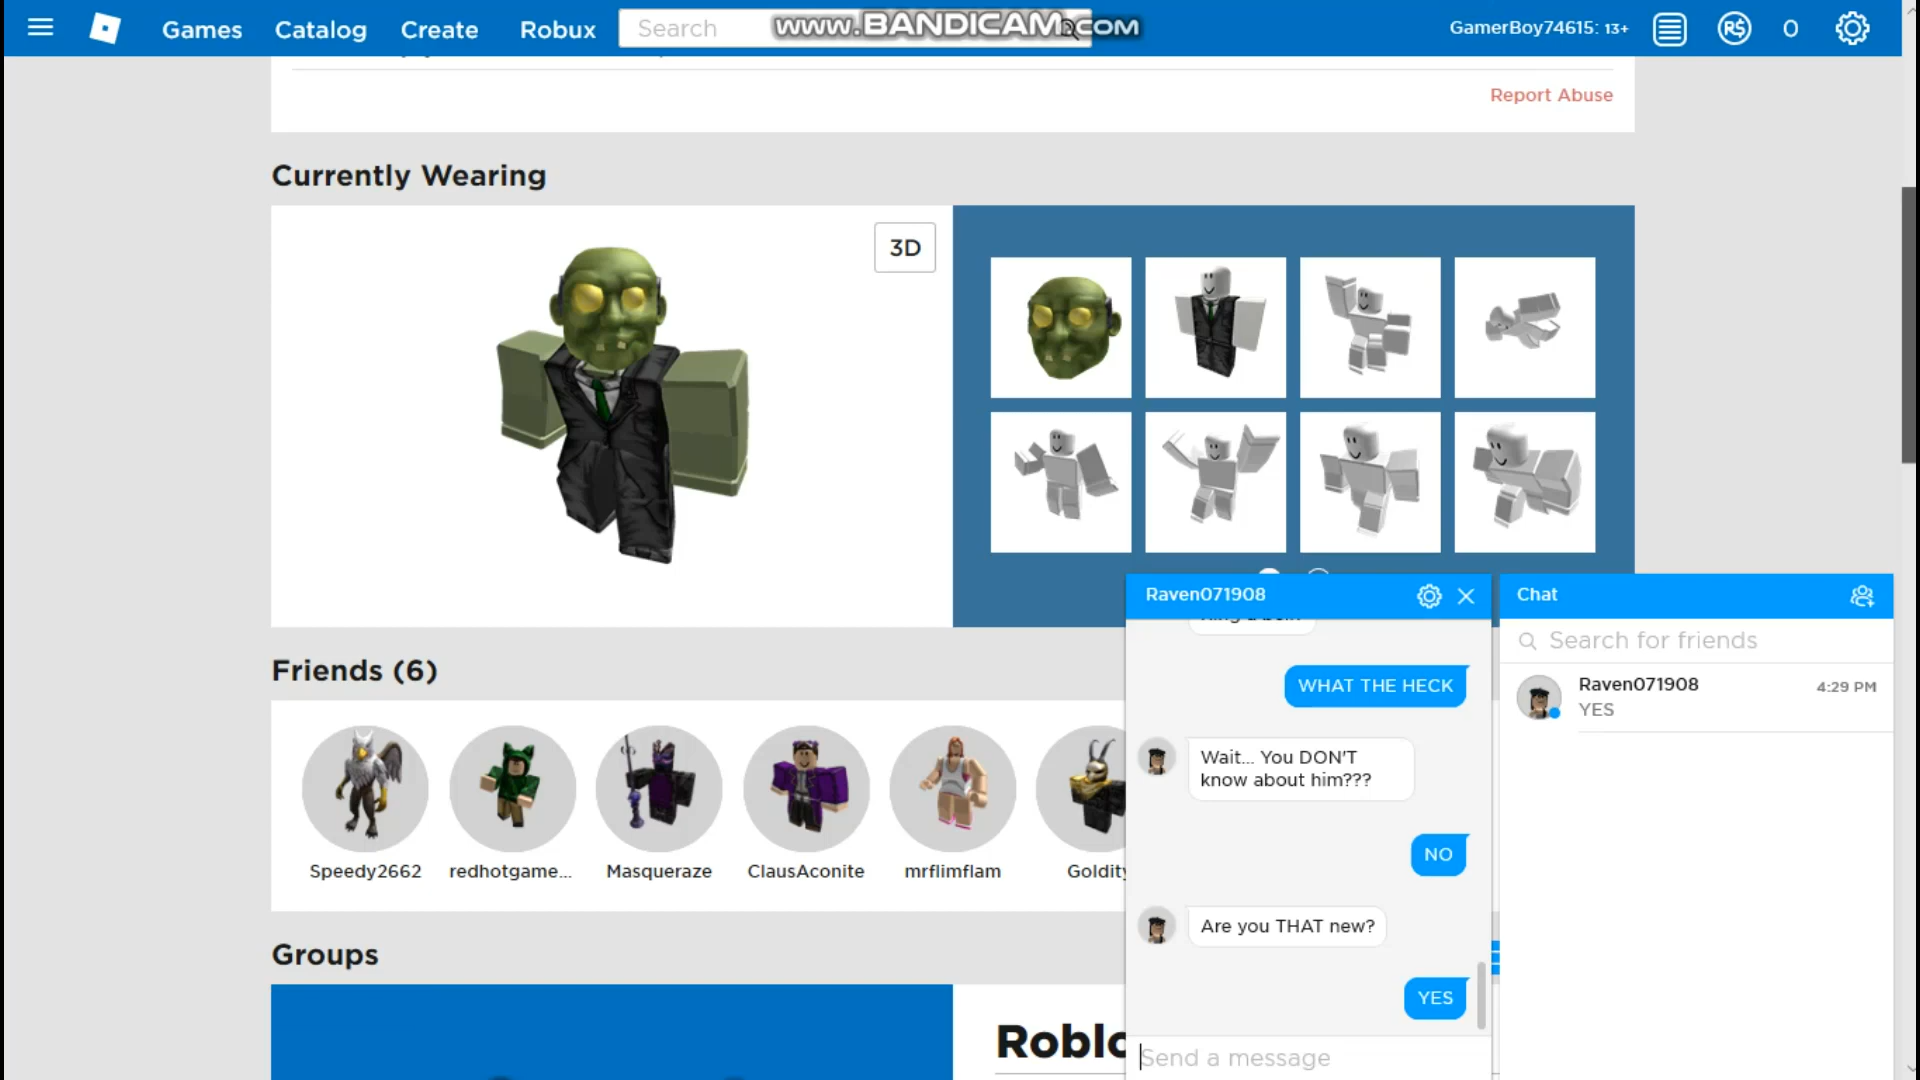 Games
Catalog
Create
Robux
Search
www.BANDICAM.COM
GamerBoy74615: 13+
R$
0
Report Abuse
Currently Wearing
3D
Friends (6)
Speedy2662
redhotgame...
Masqueraze
ClausAconite
mrflimflam
Goldity
Groups
Roblo
Raven071908
WHAT THE HECK
Wait... You DON'T
know about him???
NO
Are you THAT new?
YES
Send a message
Chat
Search for friends
Raven071908
4:29 PM
YES